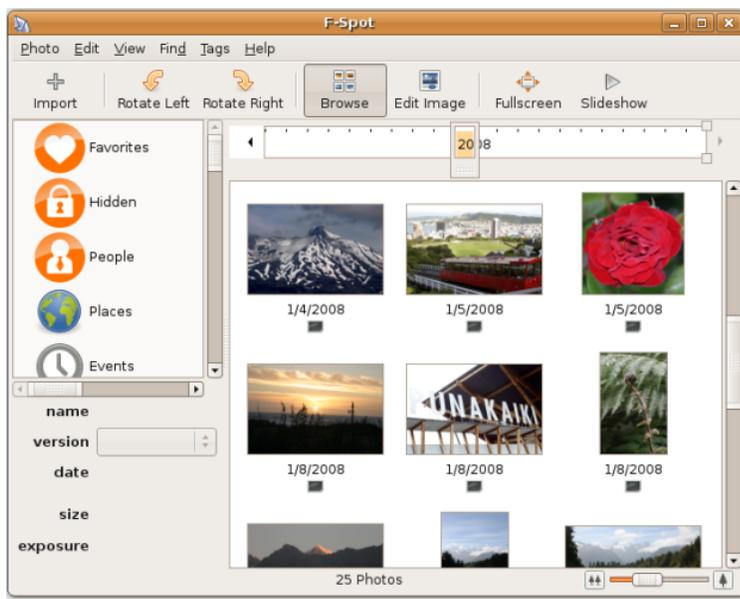 F-Spot
Photo Edit View Find Tags Help
Import Rotate Left Rotate Right Browse Edit Image Fullscreen Slideshow
2008
Favorites
Hidden
People
Places
Events
name
version
date
size
exposure
1/4/2008 1/5/2008 1/5/2008
UNAKAIKI
1/8/2008 1/8/2008 1/8/2008
25 Photos